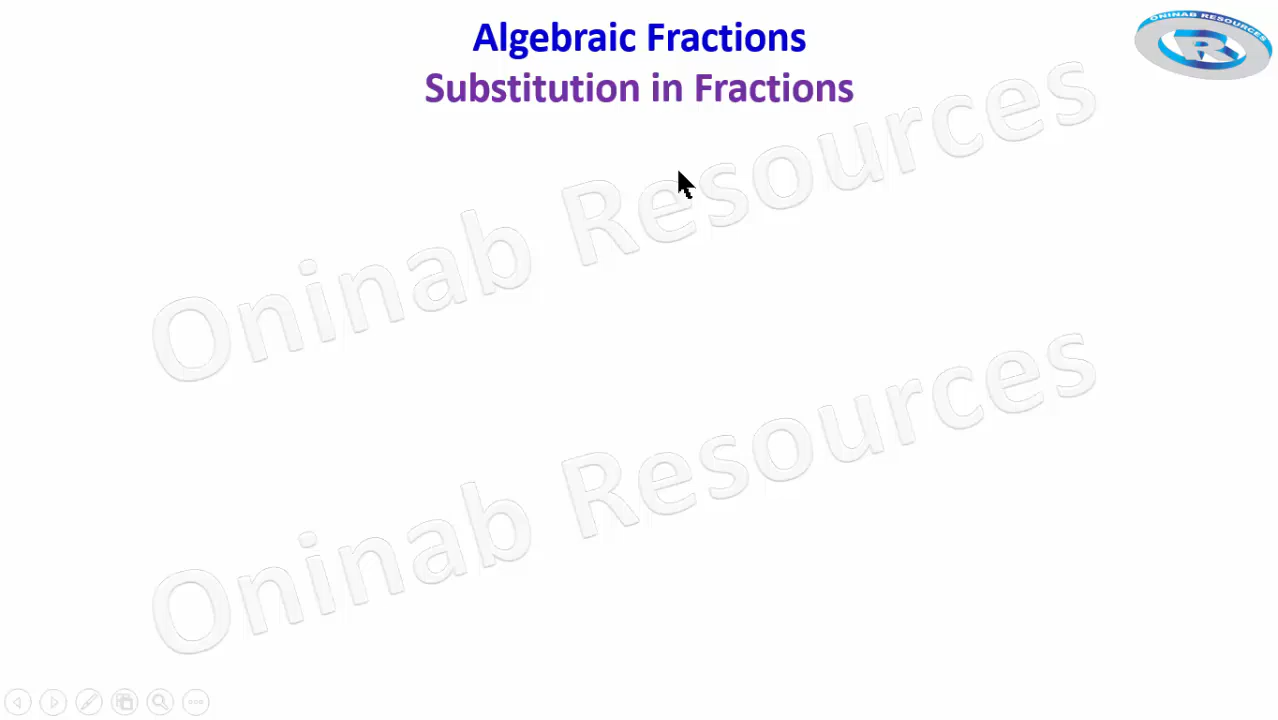 Algebraic Fractions
Substitution in Fractions
ONINAB RESOURCES
R
Oninab Resources
Oninab Resources